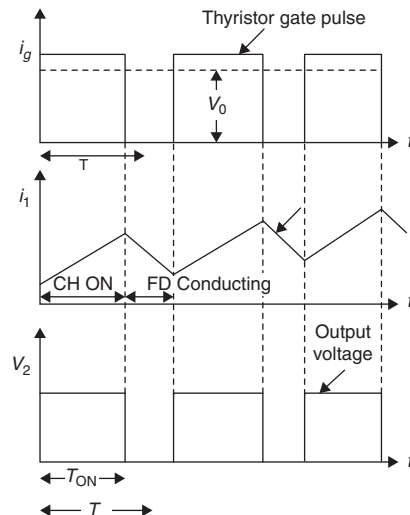 Thyristor gate pulse
i_g
V_0
t
T
i_1
CH ON
FD Conducting
t
Output
voltage
V_2
t
T_ON
T